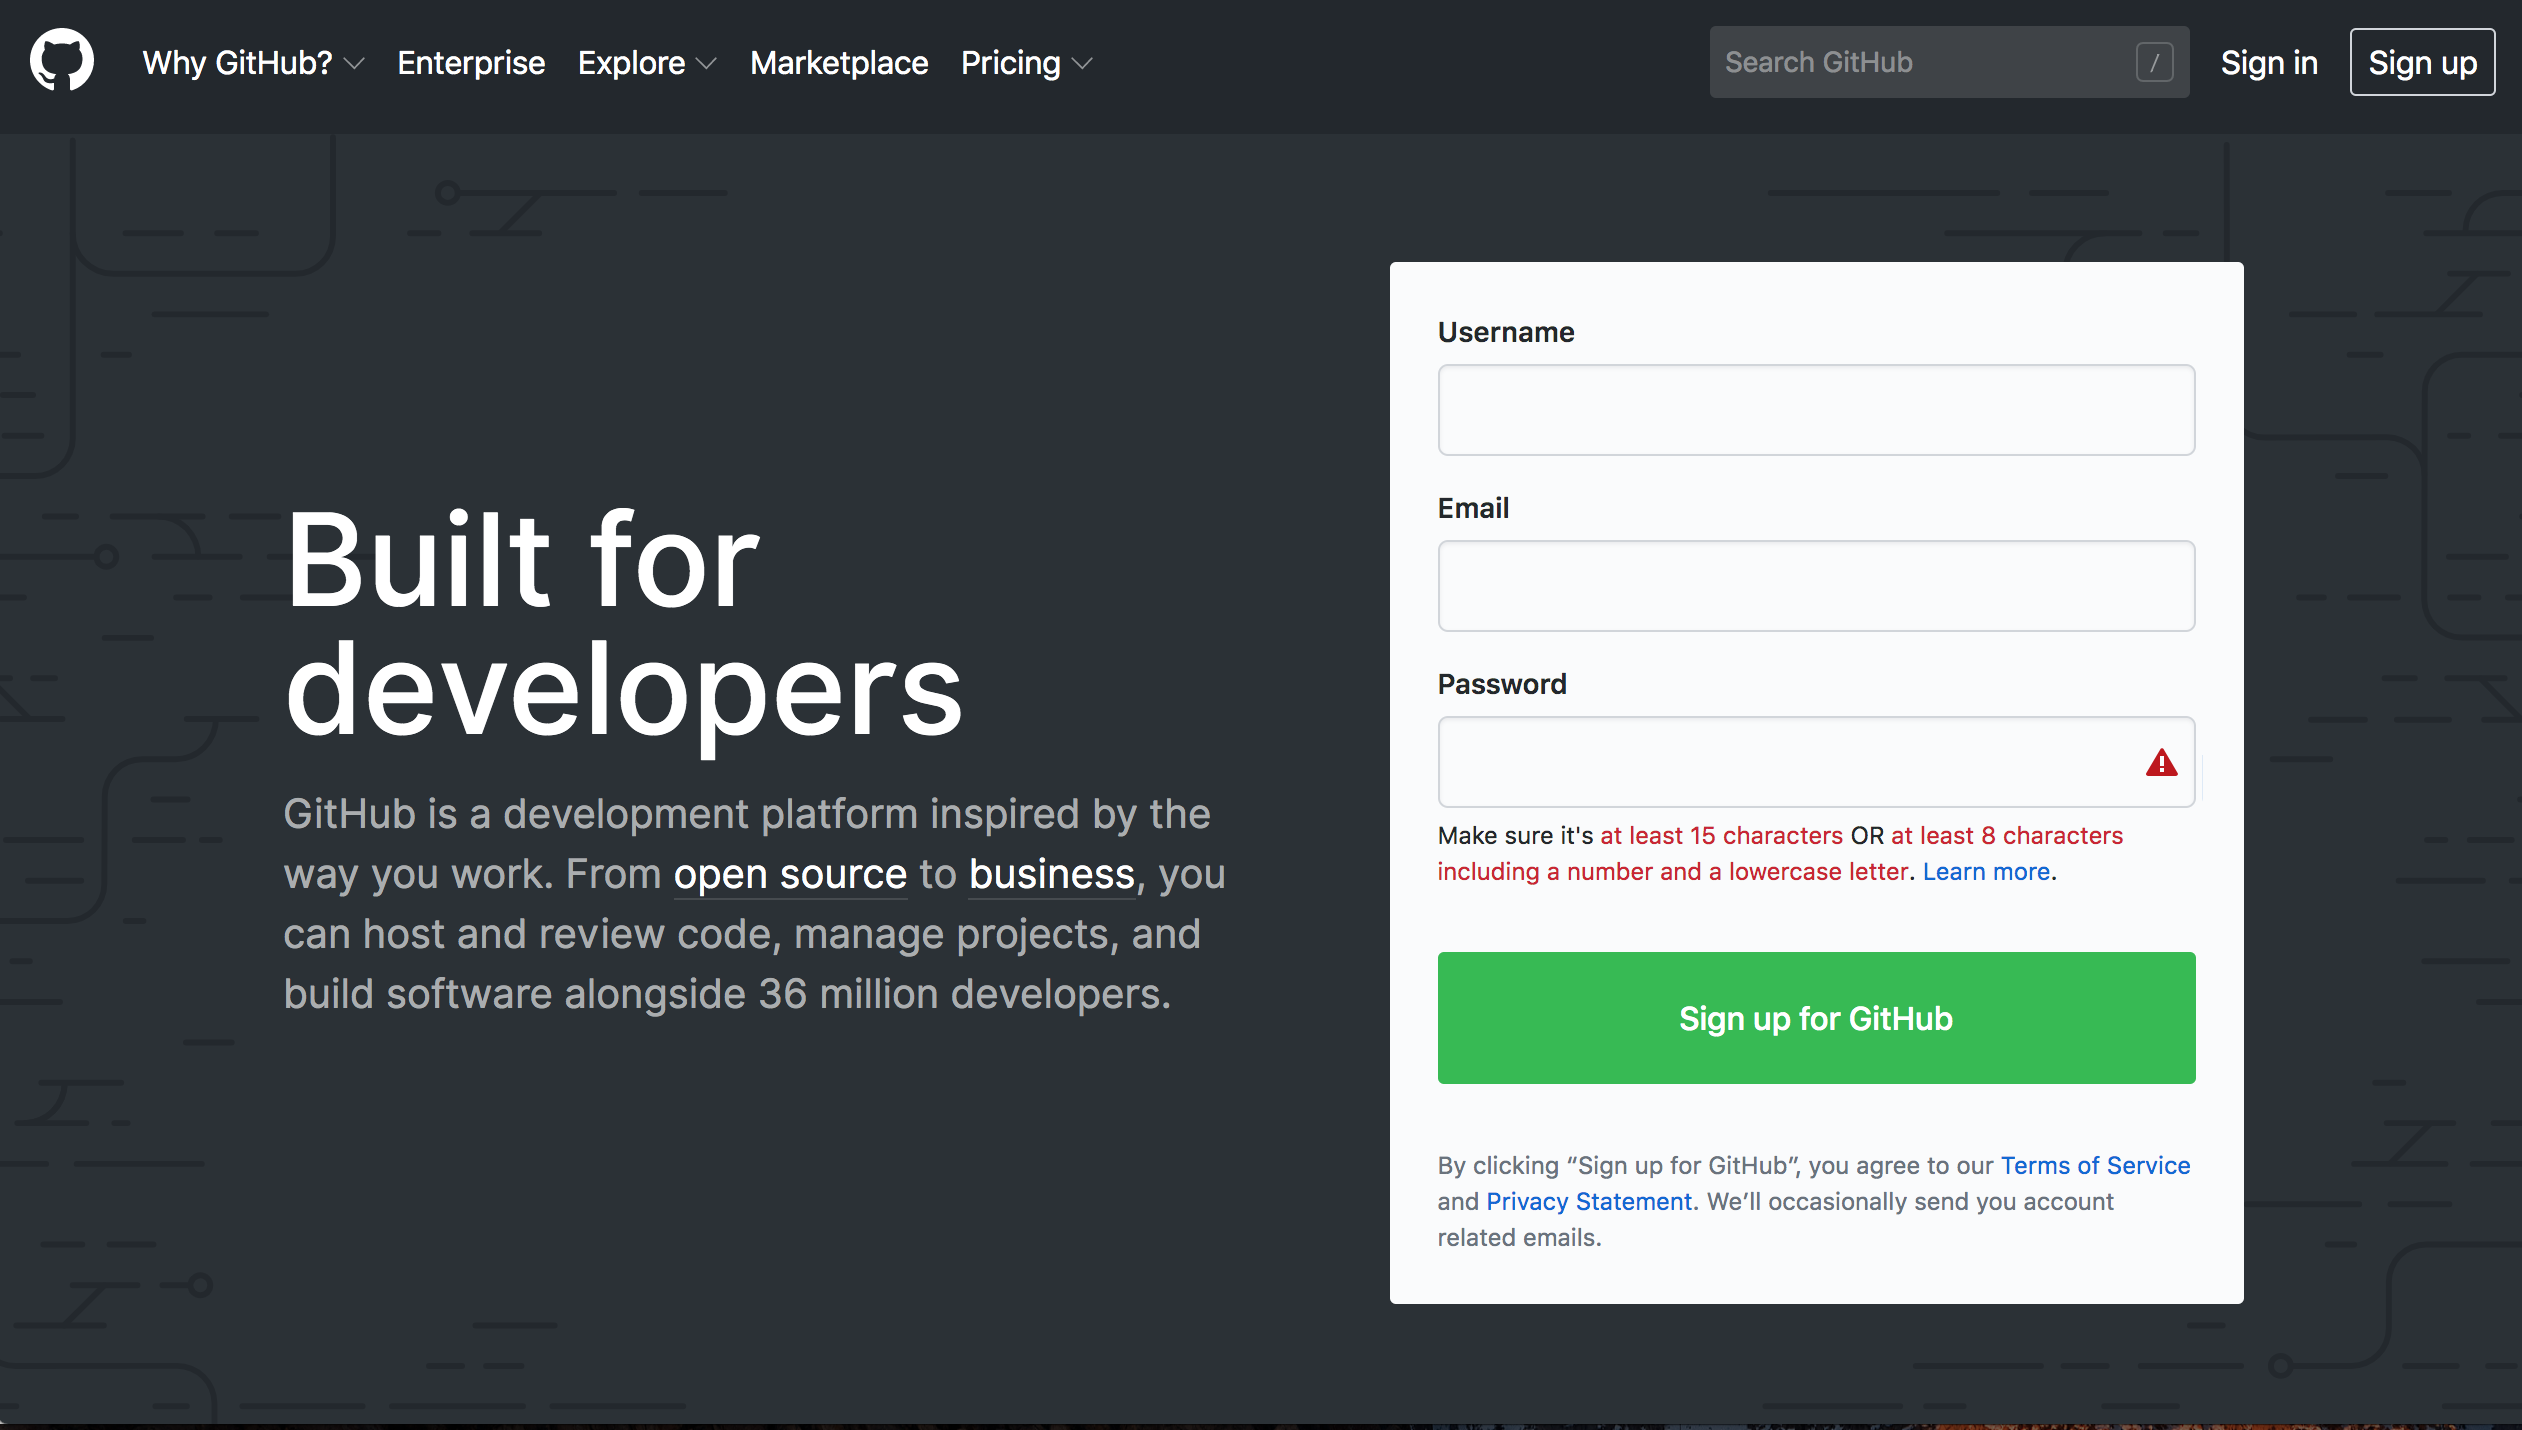 Why GitHub? Enterprise Explore Marketplace Pricing Search GitHub / Sign in Sign up
Built for
developers
GitHub is a development platform inspired by the
way you work. From open source to business, you
can host and review code, manage projects, and
build software alongside 36 million developers.
Username
Email
Password
Make sure it's at least 15 characters OR at least 8 characters
including a number and a lowercase letter. Learn more.
Sign up for GitHub
By clicking “Sign up for GitHub”, you agree to our Terms of Service
and Privacy Statement. We’ll occasionally send you account
related emails.